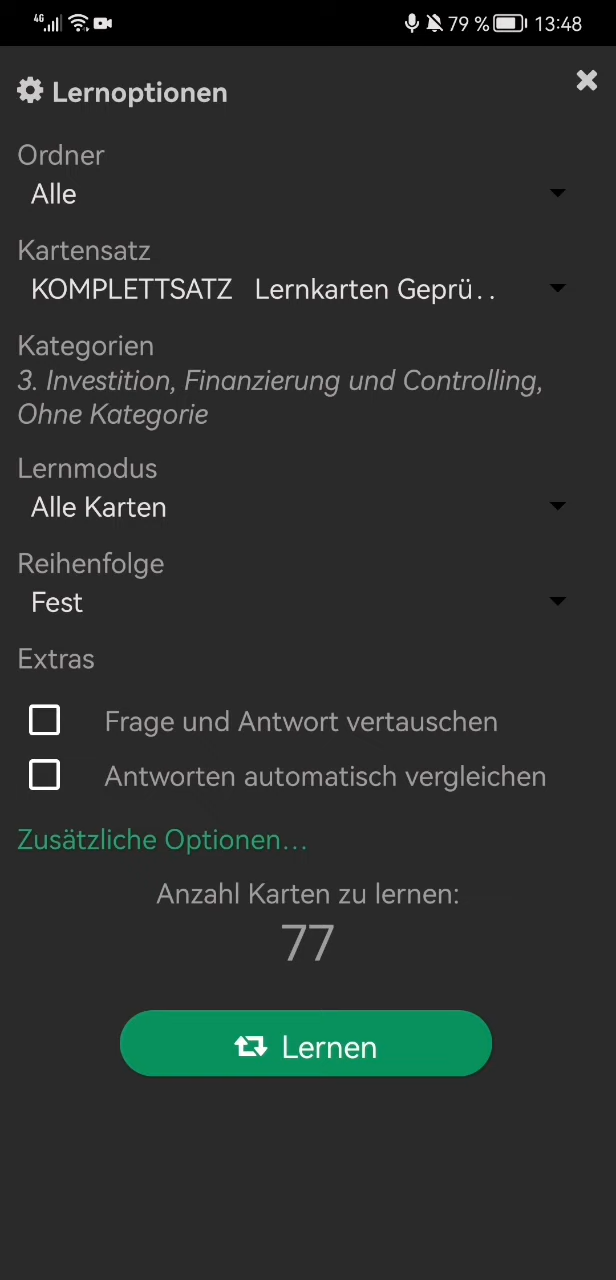 4G 79 % 13:48
Lernoptionen
Ordner
Alle
Kartensatz
KOMPLETTSATZ Lernkarten Geprü..
Kategorien
3. Investition, Finanzierung und Controlling,
Ohne Kategorie
Lernmodus
Alle Karten
Reihenfolge
Fest
Extras
Frage und Antwort vertauschen
Antworten automatisch vergleichen
Zusätzliche Optionen...
Anzahl Karten zu lernen:
77
Lernen